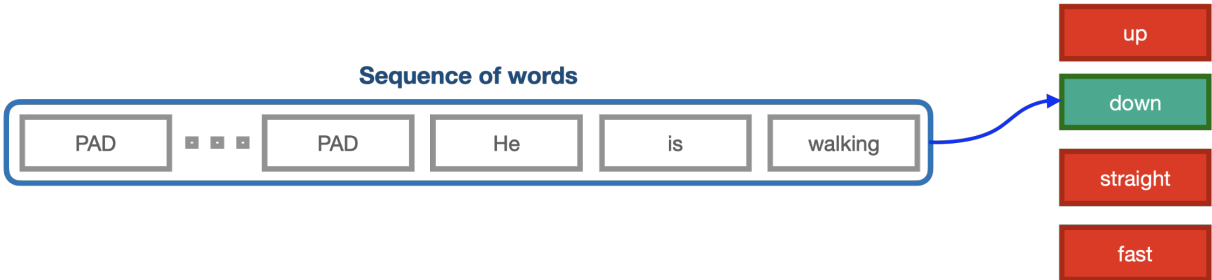 Sequence of words
PAD PAD He is walking
up
down
straight
fast